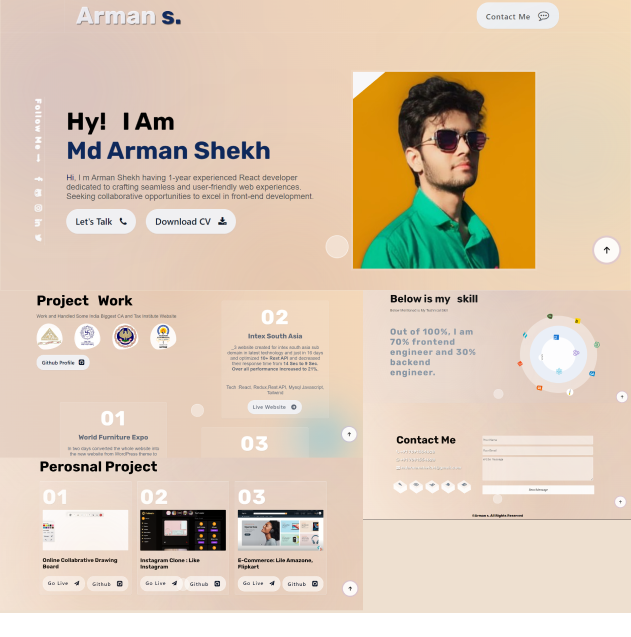 Arman s.
Contact Me
Follow Me
Hy! I Am
Md Arman Shekh
Hi, I m Arman Shekh having 1-year experienced React developer
dedicated to crafting seamless and user-friendly web experiences.
Seeking collaborative opportunities to excel in front-end development.
Let's Talk
Download CV
Project Work
Work and Handled Some India Biggest CA and Tax Institute Website
Github Profile
01
World Furniture Expo
In two days converted the whole website into
the new website from WordPress theme to
02
Intex South Asia
website created for intex south asia sub
domain in latest technology and put in 10 days
and optimized 10+ Rest API and decreased
their response time from 14 Sec to 9 Sec.
Over all performance increased to 21%.
Tech React, Redux Rest API, Mysql Javascript,
Tailwind
Live Website
03
Below is my skill
Out of 100%, I am
70% frontend
engineer and 30%
backend
engineer.
Perosnal Project
01
Online Collabrative Drawing
Board
Go Live
Github
02
Instagram Clone : Like
Instagram
Go Live
Github
03
E-Commerce: Lile Amazone,
Flipkart
Go Live
Github
Contact Me
Your Name
Your Email
Send Message
©Arman s. All Rights Reserved